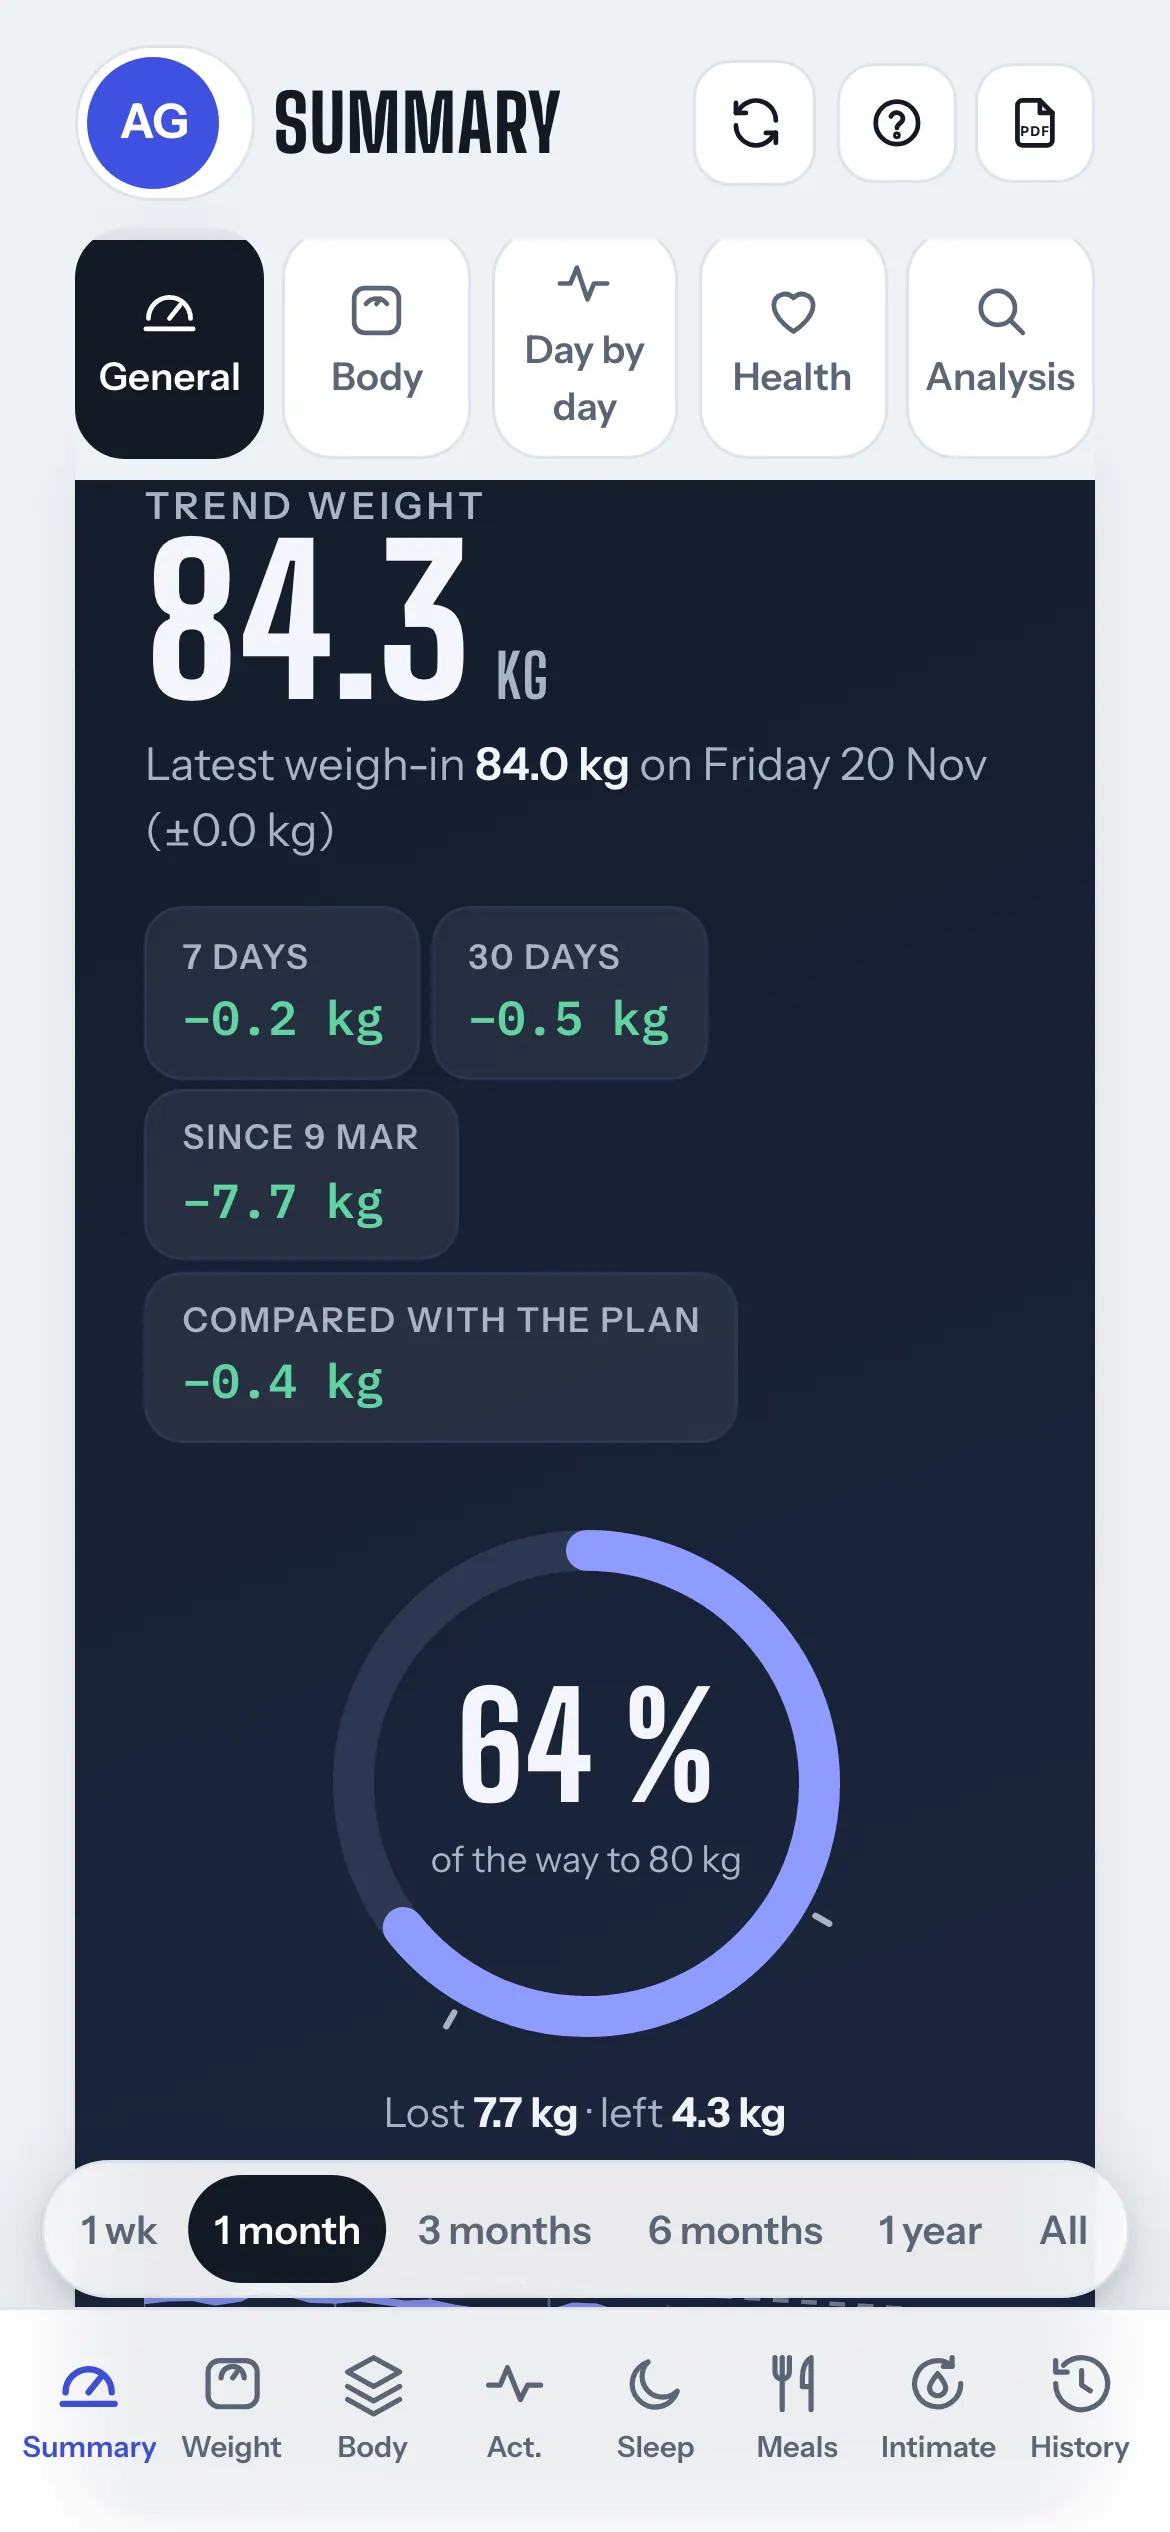 AG
SUMMARY
PDF
General
Body
Day by
day
Health
Analysis
TREND WEIGHT
84.3 KG
Latest weigh-in 84.0 kg on Friday 20 Nov
(±0.0 kg)
7 DAYS
−0.2 kg
30 DAYS
−0.5 kg
SINCE 9 MAR
−7.7 kg
COMPARED WITH THE PLAN
−0.4 kg
64 %
of the way to 80 kg
Lost 7.7 kg · left 4.3 kg
1 wk
1 month
3 months
6 months
1 year
All
Summary
Weight
Body
Act.
Sleep
Meals
Intimate
History